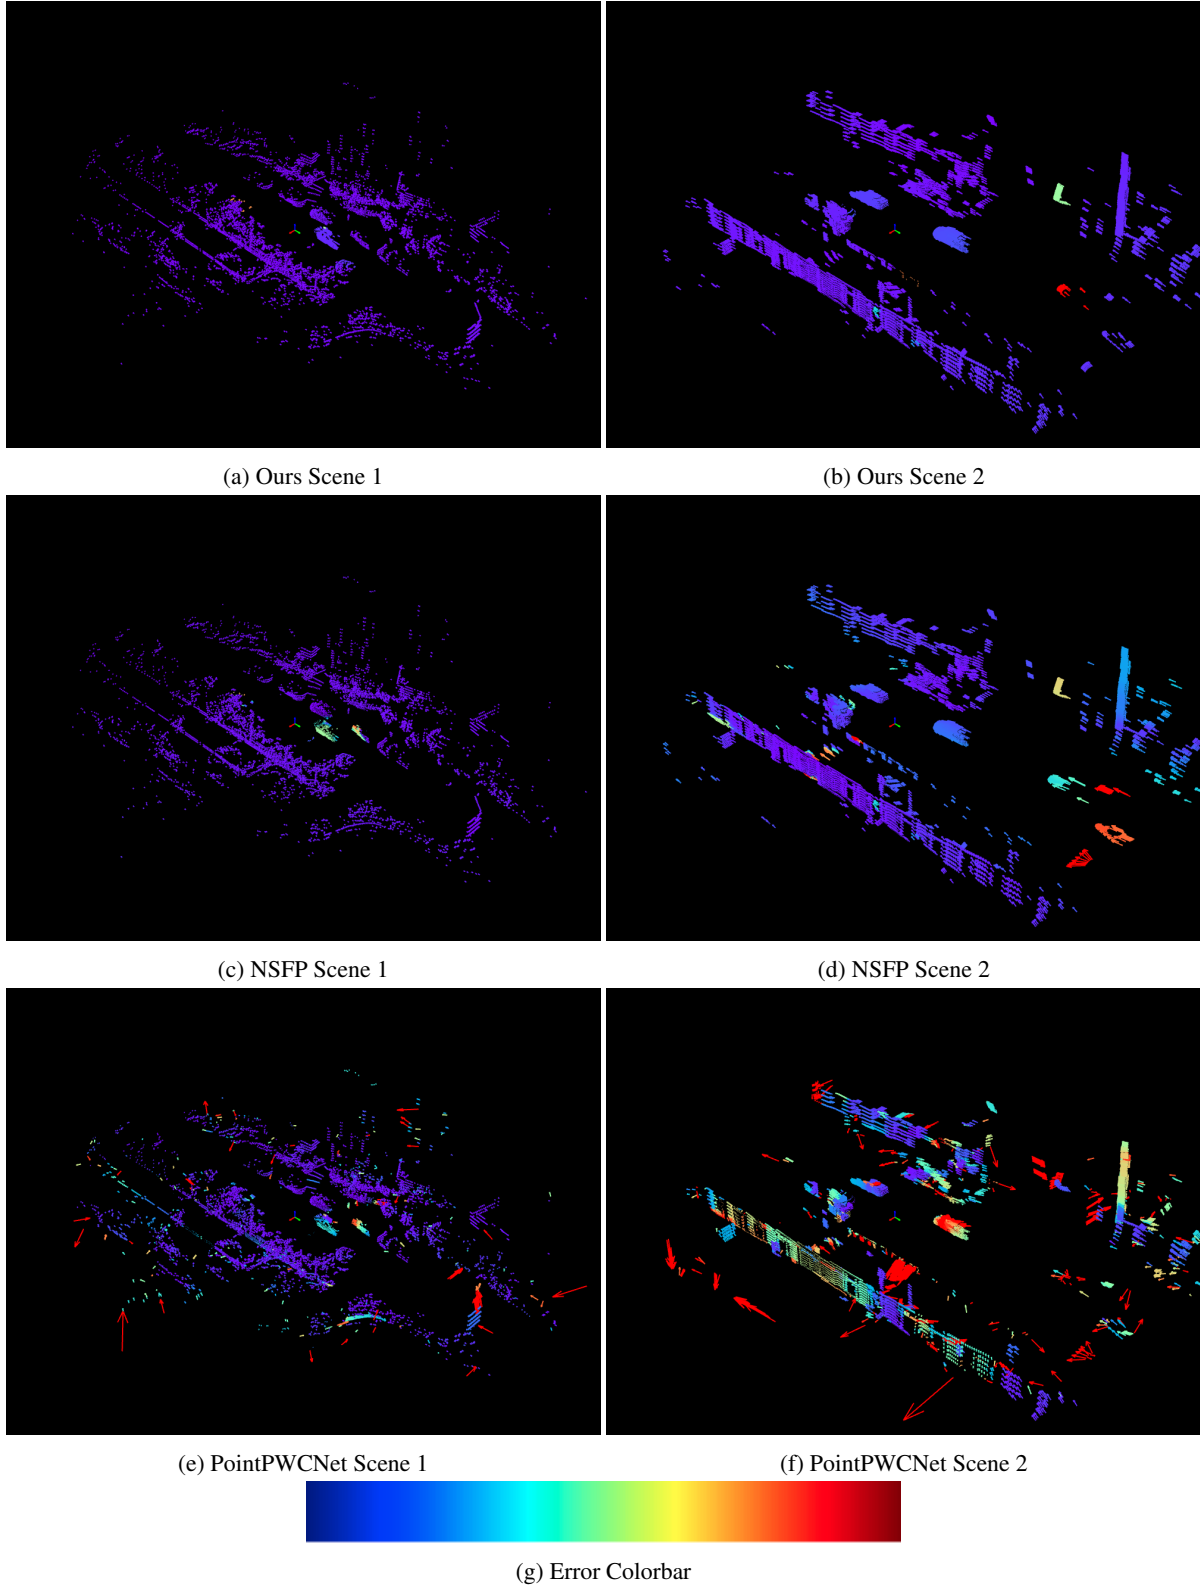 (a) Ours Scene 1
(b) Ours Scene 2
(c) NSFP Scene 1
(d) NSFP Scene 2
(e) PointPWCNet Scene 1
(f) PointPWCNet Scene 2
(g) Error Colorbar